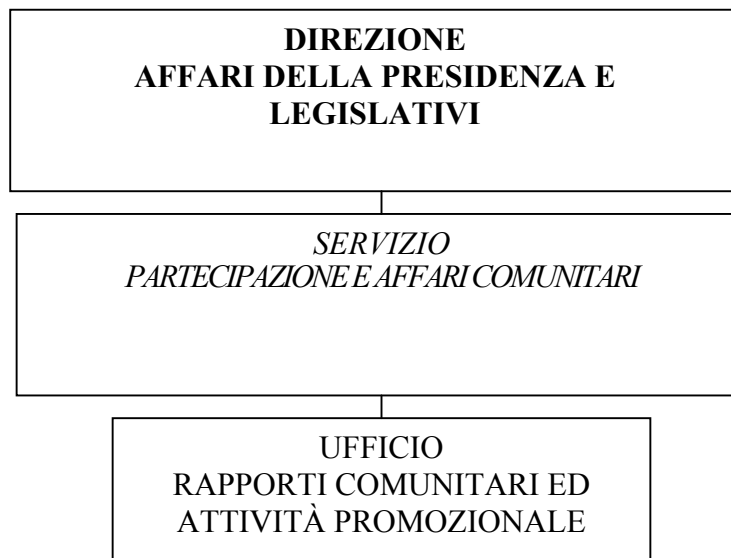 DIREZIONE
AFFARI DELLA PRESIDENZA E
LEGISLATIVI
SERVIZIO
PARTECIPAZIONE E AFFARI COMUNITARI
UFFICIO
RAPPORTI COMUNITARI ED
ATTIVITÀ PROMOZIONALE